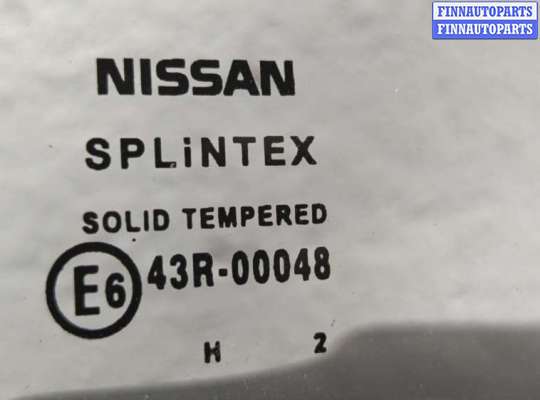 FINNAUTOPARTS
FINNAUTOPARTS
NISSAN
SPLiNTEX
SOLID TEMPERED
E6 43R-00048
H 2